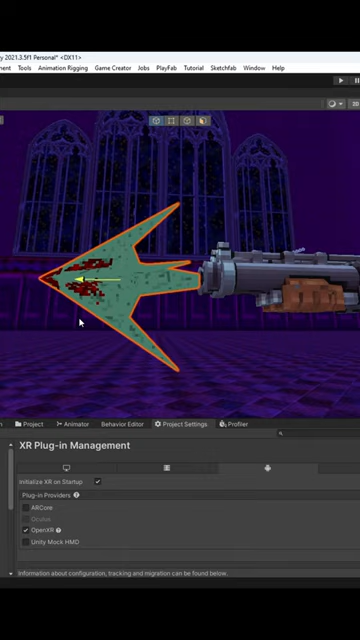 Unity 2021.3.5f1 Personal* <DX11>
Tools Animation Rigging Game Creator Jobs PlayFab Tutorial Sketchfab Window Help
Project Animator Behavior Editor Project Settings Profiler
XR Plug-in Management
Initialize XR on Startup
Plug-in Providers
ARCore
Oculus
OpenXR
Unity Mock HMD
Information about configuration, tracking and migration can be found below.